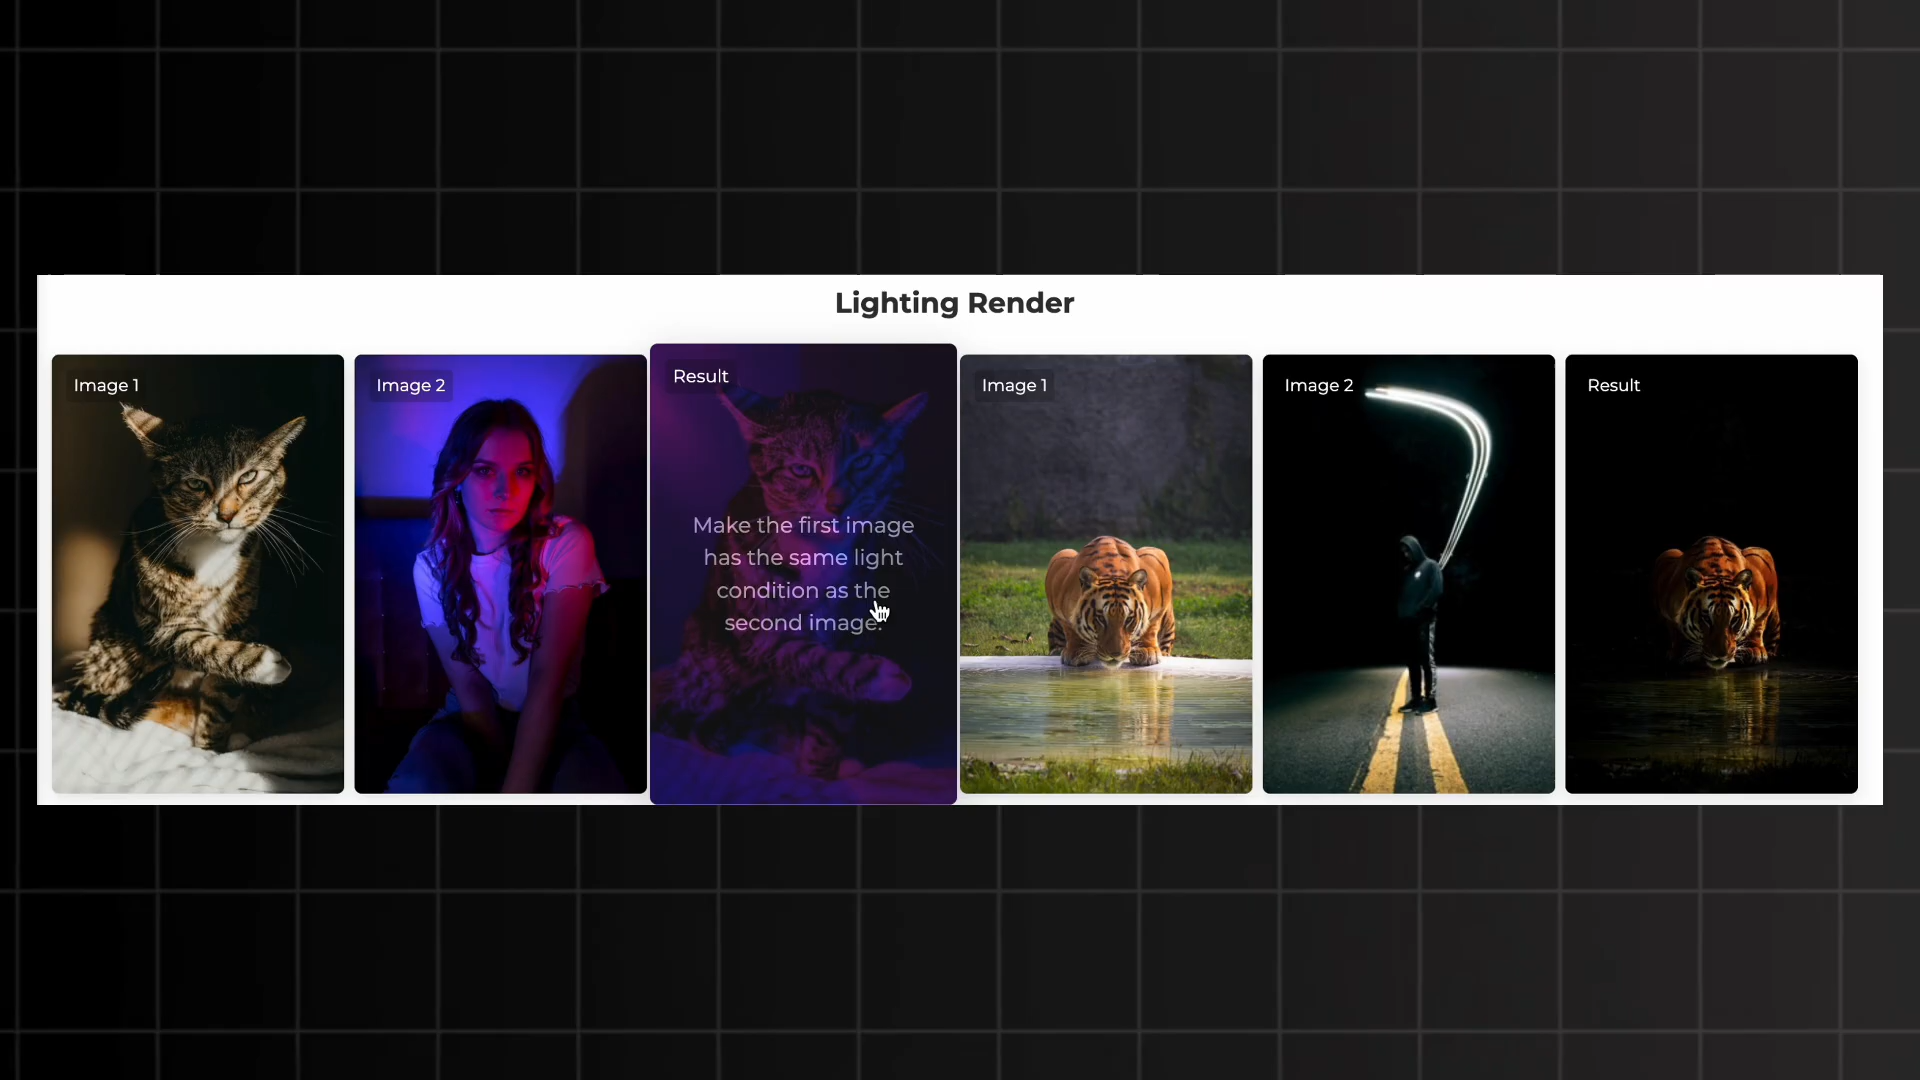 Lighting Render
Image 1
Image 2
Result
Make the first image
has the same light
condition as the
second image.
Image 1
Image 2
Result